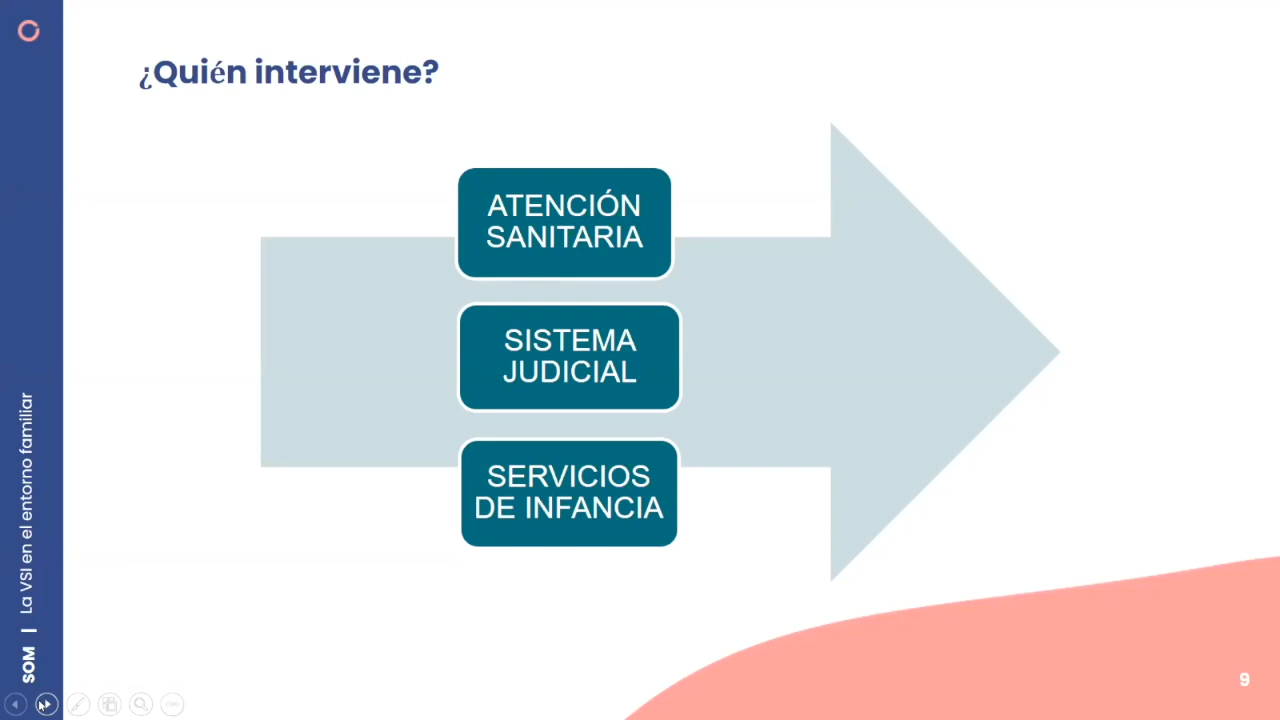 ¿Quién interviene?
ATENCIÓN
SANITARIA
SISTEMA
JUDICIAL
SERVICIOS
DE INFANCIA
SOM | La VSI en el entorno familiar
9